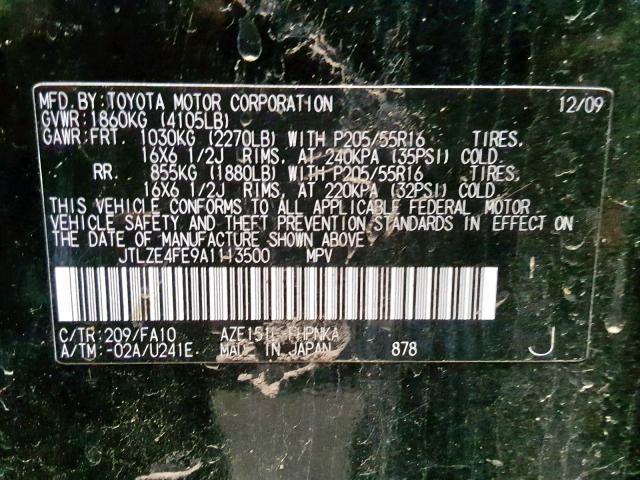 MFD.BY:TOYOTA MOTOR CORPORATION 12/09
GVWR:1860KG (4105LB)
GAWR:FRT. 1030KG (2270LB) WITH P205/55R16 TIRES,
16X6 1/2J RIMS, AT 240KPA (35PSI) COLD
RR. 855KG (1880LB) WITH P205/55R16 TIRES,
16X6 1/2J RIMS, AT 220KPA (32PSI) COLD
THIS VEHICLE CONFORMS TO ALL APPLICABLE FEDERAL MOTOR
VEHICLE SAFETY AND THEFT PREVENTION STANDARDS IN EFFECT ON
THE DATE OF MANUFACTURE SHOWN ABOVE.
MPV
C/TR:209/FA10 FHPNKA
A/TM:-02A/U241E. MADE IN JAPAN 878 J